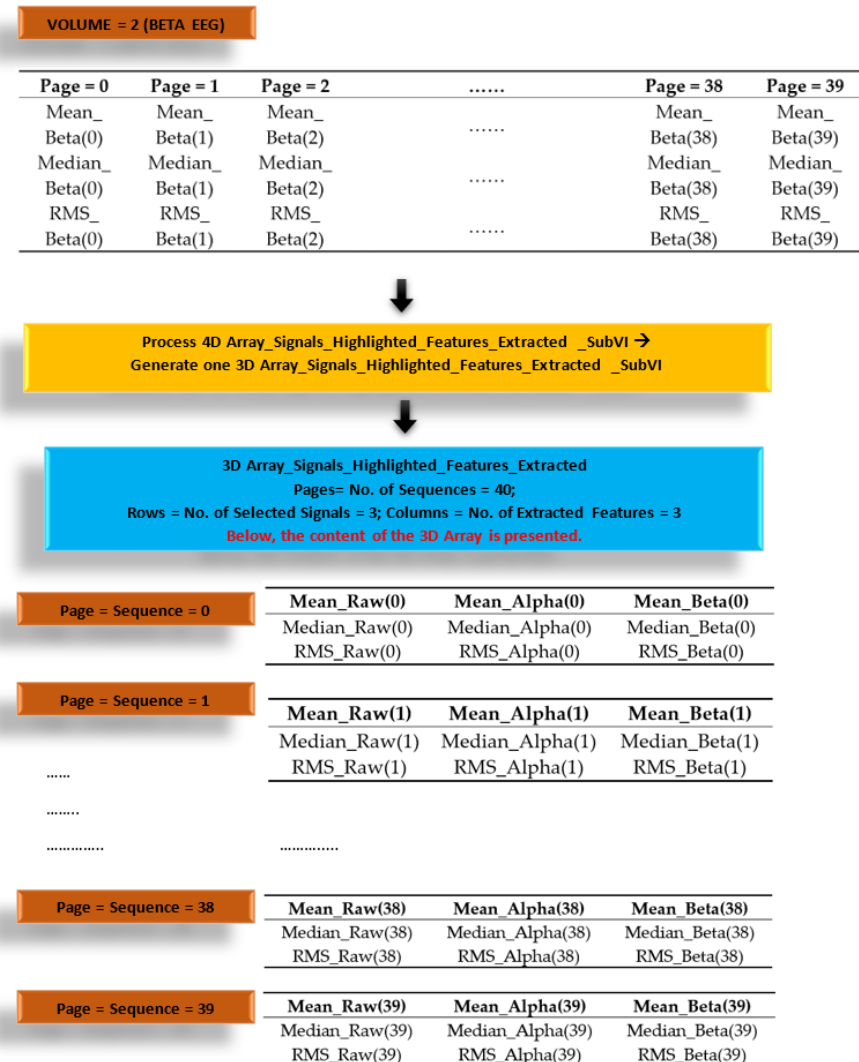 VOLUME = 2 (BETA EEG)
Page = 0 Page = 1 Page = 2 …… Page = 38 Page = 39
Mean_ Mean_ Mean_ …… Mean_ Mean_
Beta(0) Beta(1) Beta(2) Beta(38) Beta(39)
Median_ Median_ Median_ …… Median_ Median_
Beta(0) Beta(1) Beta(2) Beta(38) Beta(39)
RMS_ RMS_ RMS_ …… RMS_ RMS_
Beta(0) Beta(1) Beta(2) Beta(38) Beta(39)
Process 4D Array_Signals_Highlighted_Features_Extracted _SubVI →
Generate one 3D Array_Signals_Highlighted_Features_Extracted _SubVI
3D Array_Signals_Highlighted_Features_Extracted
Pages= No. of Sequences = 40;
Rows = No. of Selected Signals = 3; Columns = No. of Extracted Features = 3
Below, the content of the 3D Array is presented.
Page = Sequence = 0
Mean_Raw(0) Mean_Alpha(0) Mean_Beta(0)
Median_Raw(0) Median_Alpha(0) Median_Beta(0)
RMS_Raw(0) RMS_Alpha(0) RMS_Beta(0)
Page = Sequence = 1
Mean_Raw(1) Mean_Alpha(1) Mean_Beta(1)
Median_Raw(1) Median_Alpha(1) Median_Beta(1)
RMS_Raw(1) RMS_Alpha(1) RMS_Beta(1)
......
........
.............. ..............
Page = Sequence = 38
Mean_Raw(38) Mean_Alpha(38) Mean_Beta(38)
Median_Raw(38) Median_Alpha(38) Median_Beta(38)
RMS_Raw(38) RMS_Alpha(38) RMS_Beta(38)
Page = Sequence = 39
Mean_Raw(39) Mean_Alpha(39) Mean_Beta(39)
Median_Raw(39) Median_Alpha(39) Median_Beta(39)
RMS_Raw(39) RMS_Alpha(39) RMS_Beta(39)